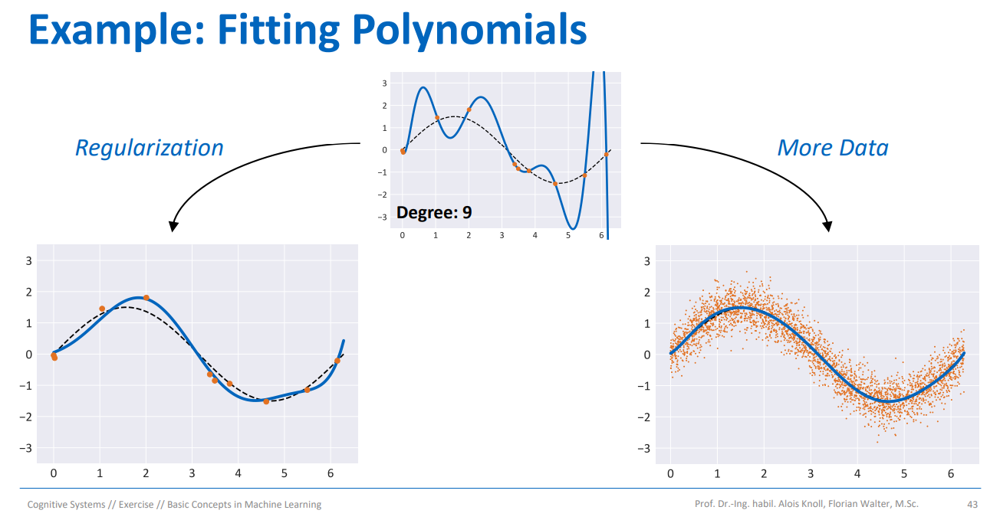 Example: Fitting Polynomials
3
2
1
0
−1
−2
−3
Degree: 9
0 1 2 3 4 5 6
Regularization
More Data
3
2
1
0
−1
−2
−3
0 1 2 3 4 5 6
3
2
1
0
−1
−2
−3
0 1 2 3 4 5 6
Cognitive Systems // Exercise // Basic Concepts in Machine Learning
Prof. Dr.-Ing. habil. Alois Knoll, Florian Walter, M.Sc.
43